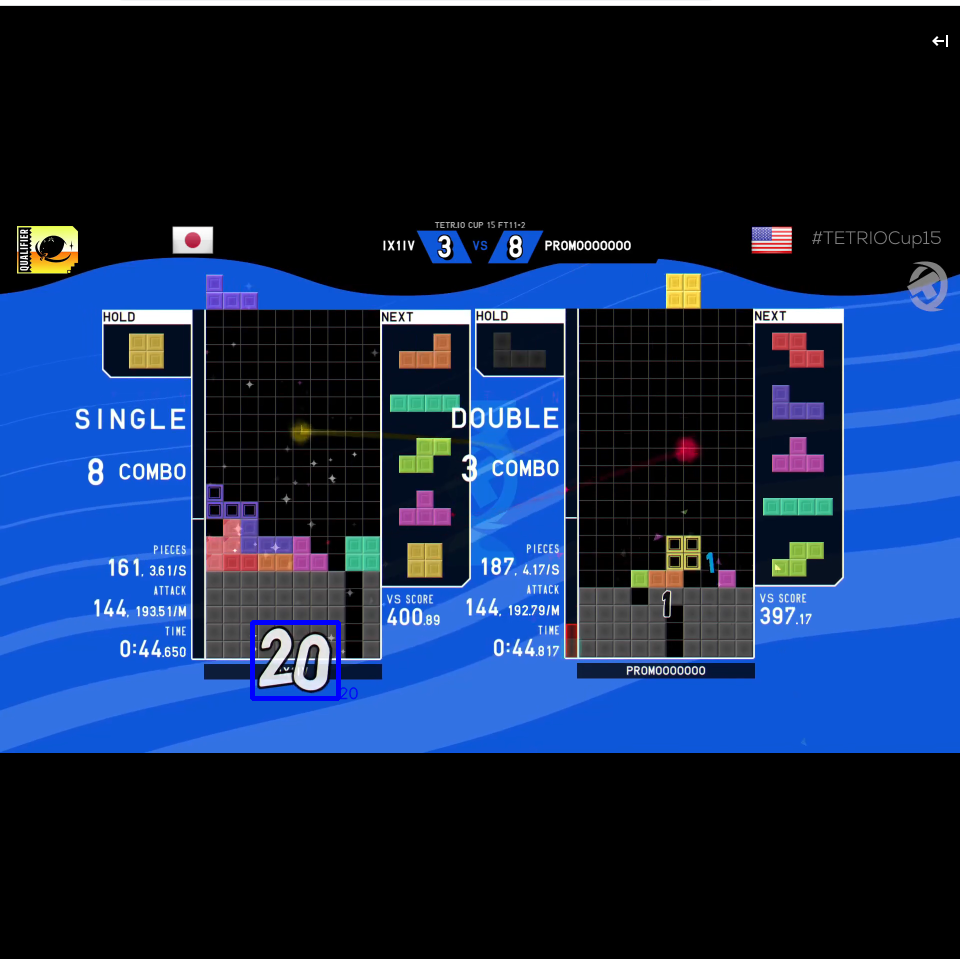 TETR.IO CUP 15 FT11•2
QUALIFIER
IX1IV 3 VS 8 PROMOOOOOOO
#TETRIOCup15
HOLD
NEXT
SINGLE
8 COMBO
PIECES
161, 3.61/S
ATTACK
144, 193.51/M
TIME
0:44.650
VS SCORE
400.89
20
20
HOLD
NEXT
DOUBLE
3 COMBO
PIECES
187, 4.17/S
ATTACK
144, 192.79/M
TIME
0:44.817
VS SCORE
397.17
1
1
PROMOOOOOOO